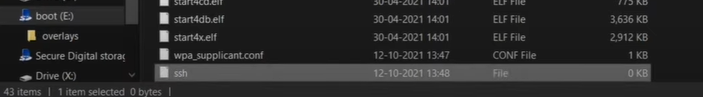 start4cd.elf 30-04-2021 14:01 ELF File 775 KB
boot (E:) start4db.elf 30-04-2021 14:01 ELF File 3,636 KB
overlays start4x.elf 30-04-2021 14:01 ELF File 2,912 KB
Secure Digital storag wpa_supplicant.conf 12-10-2021 13:47 CONF File 1 KB
Drive (X:) ssh 12-10-2021 13:48 File 0 KB
43 items 1 item selected 0 bytes